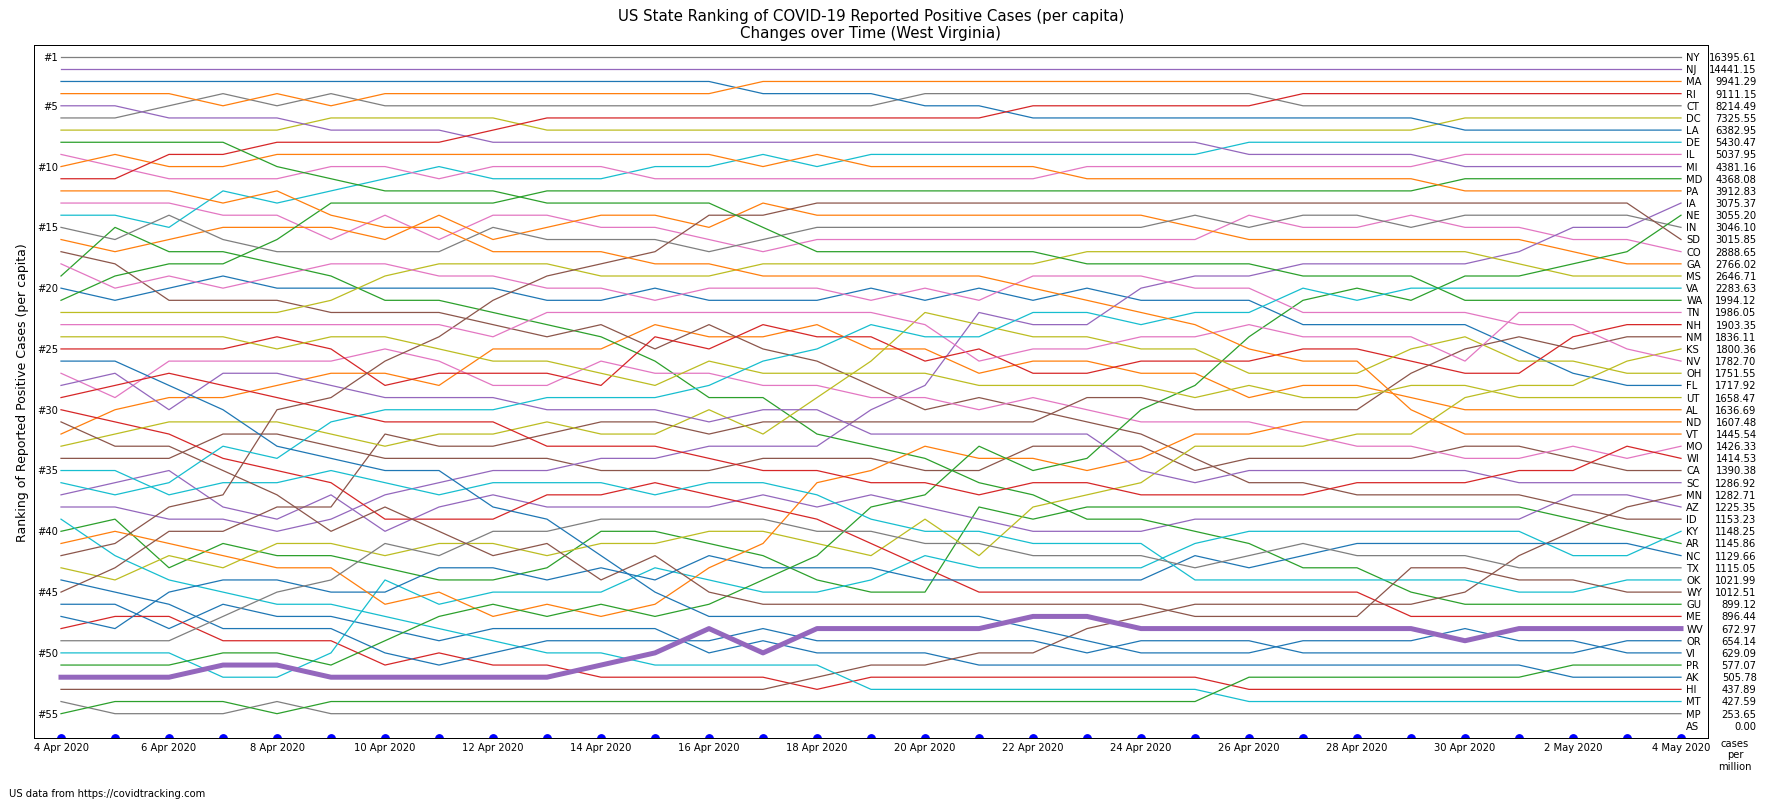 US State Ranking of COVID-19 Reported Positive Cases (per capita)
Changes over Time (West Virginia)
Ranking of Reported Positive Cases (per capita)
#1
#5
#10
#15
#20
#25
#30
#35
#40
#45
#50
#55
NY 16395.61
NJ 14441.15
MA 9941.29
RI 9111.15
CT 8214.49
DC 7325.55
LA 6382.95
DE 5430.47
IL 5037.95
MI 4381.16
MD 4368.08
PA 3912.83
IA 3075.37
NE 3055.20
IN 3046.10
SD 3015.85
CO 2888.65
GA 2766.02
MS 2646.71
VA 2283.63
WA 1994.12
TN 1986.05
NH 1903.35
NM 1836.11
KS 1800.36
NV 1782.70
OH 1751.55
FL 1717.92
UT 1658.47
AL 1636.69
ND 1607.48
VT 1445.54
MO 1426.33
WI 1414.53
CA 1390.38
SC 1286.92
MN 1282.71
AZ 1225.35
ID 1153.23
KY 1148.25
AR 1145.86
NC 1129.66
TX 1115.05
OK 1021.99
WY 1012.51
GU 899.12
ME 896.44
WV 672.97
OR 654.14
VI 629.09
PR 577.07
AK 505.78
HI 437.89
MT 427.59
MP 253.65
AS 0.00
4 Apr 2020 6 Apr 2020 8 Apr 2020 10 Apr 2020 12 Apr 2020 14 Apr 2020 16 Apr 2020 18 Apr 2020 20 Apr 2020 22 Apr 2020 24 Apr 2020 26 Apr 2020 28 Apr 2020 30 Apr 2020 2 May 2020 4 May 2020
cases
per
million
US data from https://covidtracking.com